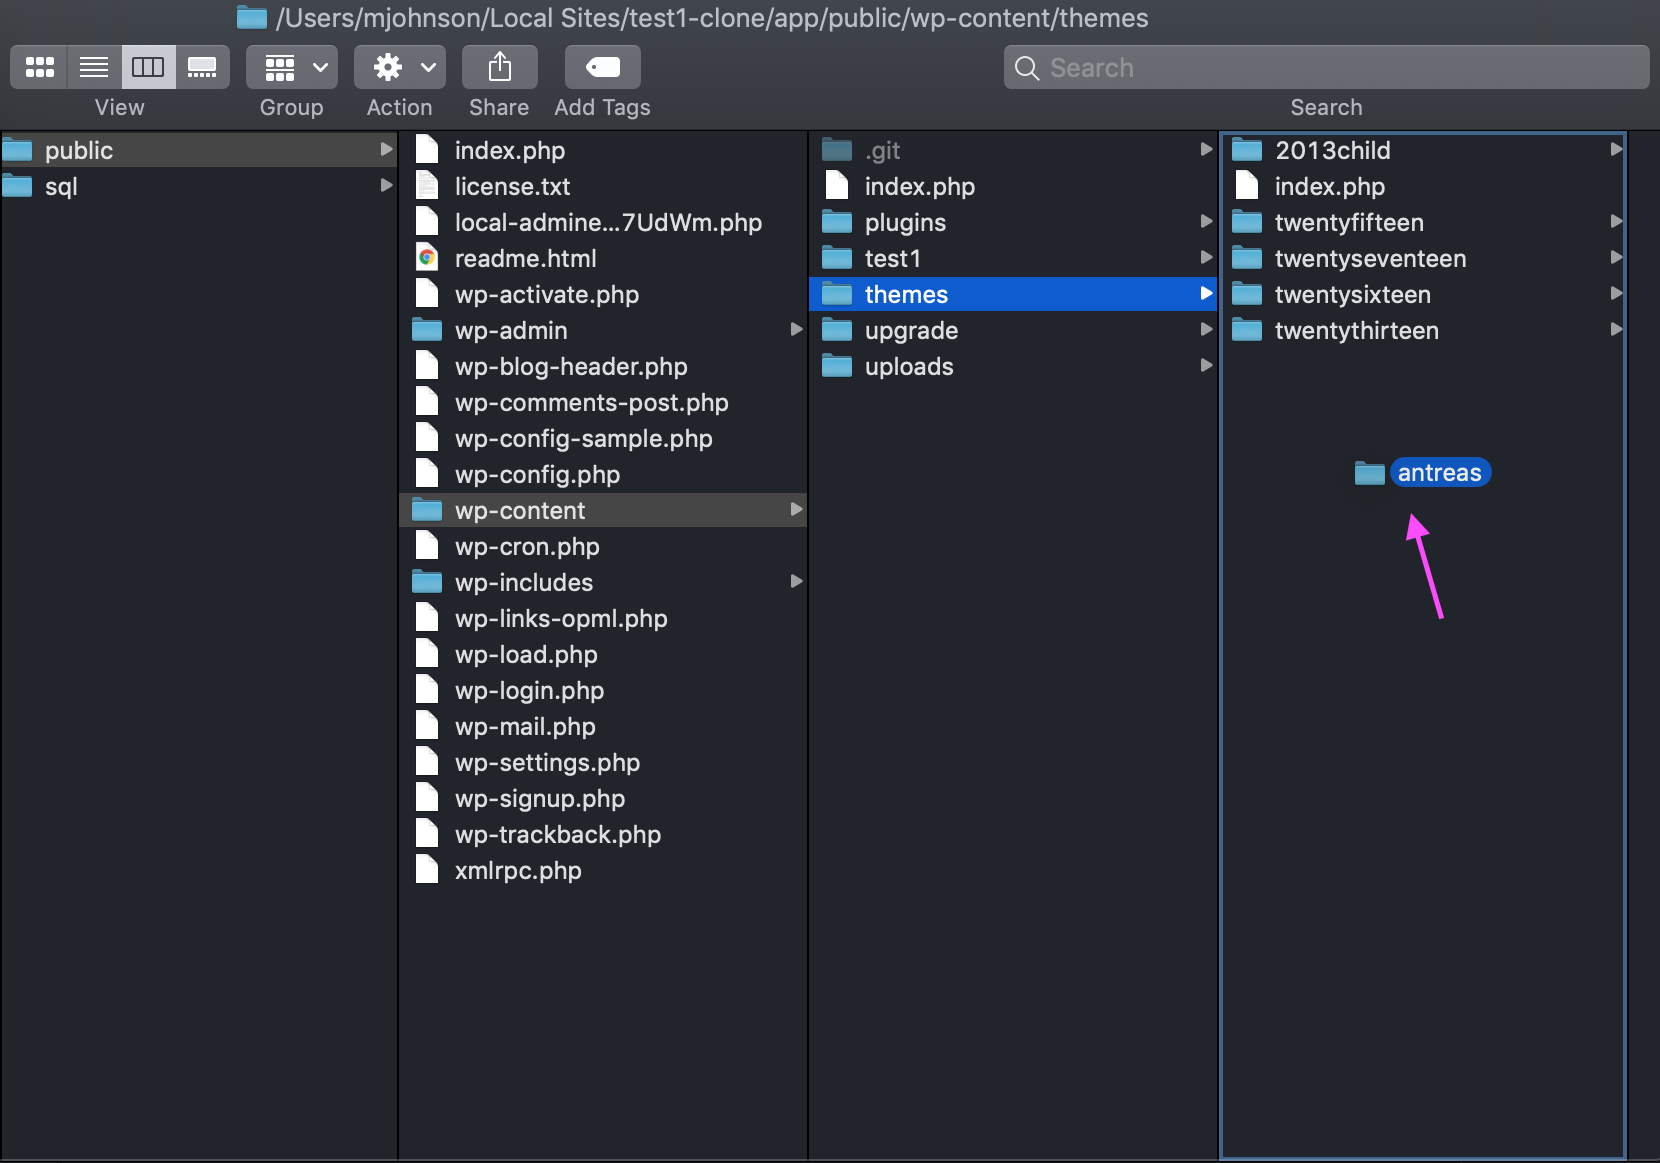 /Users/mjohnson/Local Sites/test1-clone/app/public/wp-content/themes
Search
View
Group
Action
Share
Add Tags
Search
public
sql
index.php
license.txt
local-admine...7UdWm.php
readme.html
wp-activate.php
wp-admin
wp-blog-header.php
wp-comments-post.php
wp-config-sample.php
wp-config.php
wp-content
wp-cron.php
wp-includes
wp-links-opml.php
wp-load.php
wp-login.php
wp-mail.php
wp-settings.php
wp-signup.php
wp-trackback.php
xmlrpc.php
.git
index.php
plugins
test1
themes
upgrade
uploads
2013child
index.php
twentyfifteen
twentyseventeen
twentysixteen
twentythirteen
antreas